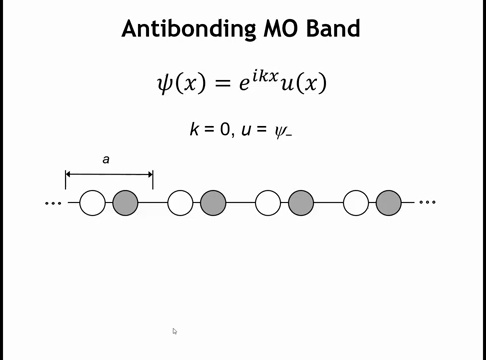 Antibonding MO Band
ψ(x) = e^{ikx}u(x)
k = 0, u = ψ₋
a
... ...